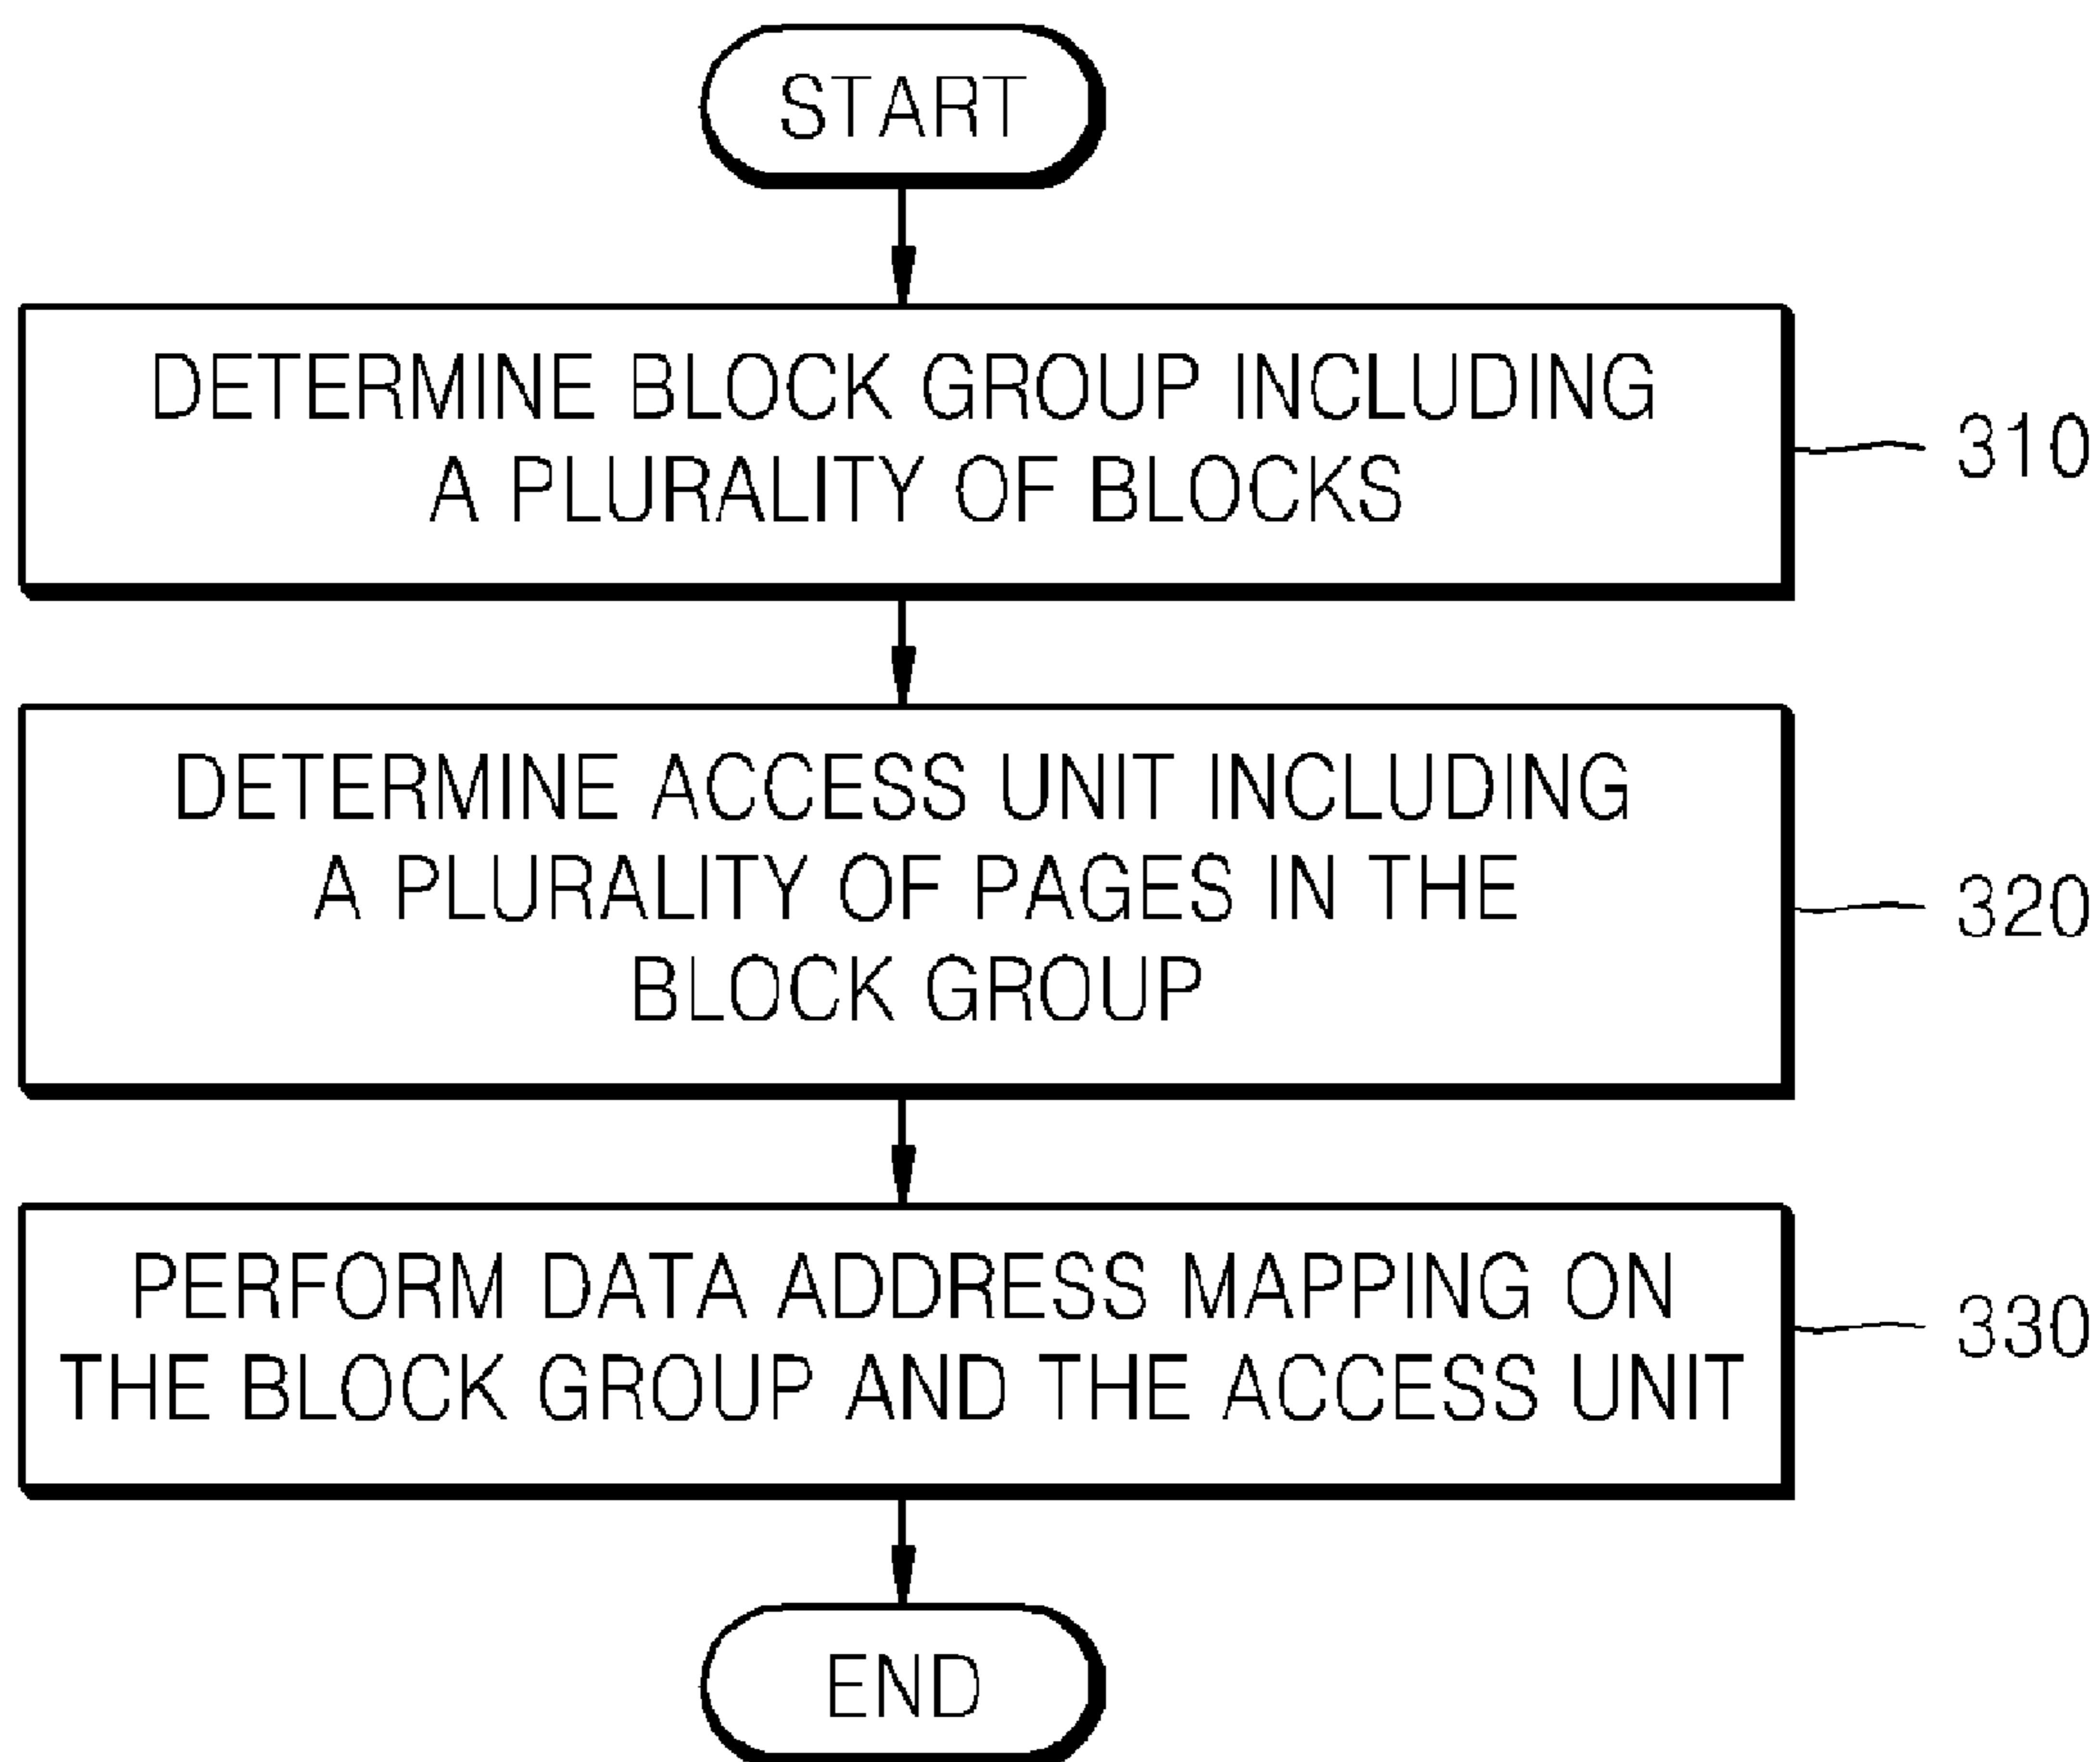 START
DETERMINE BLOCK GROUP INCLUDING
A PLURALITY OF BLOCKS
310
DETERMINE ACCESS UNIT INCLUDING
A PLURALITY OF PAGES IN THE
BLOCK GROUP
320
PERFORM DATA ADDRESS MAPPING ON
THE BLOCK GROUP AND THE ACCESS UNIT
330
END